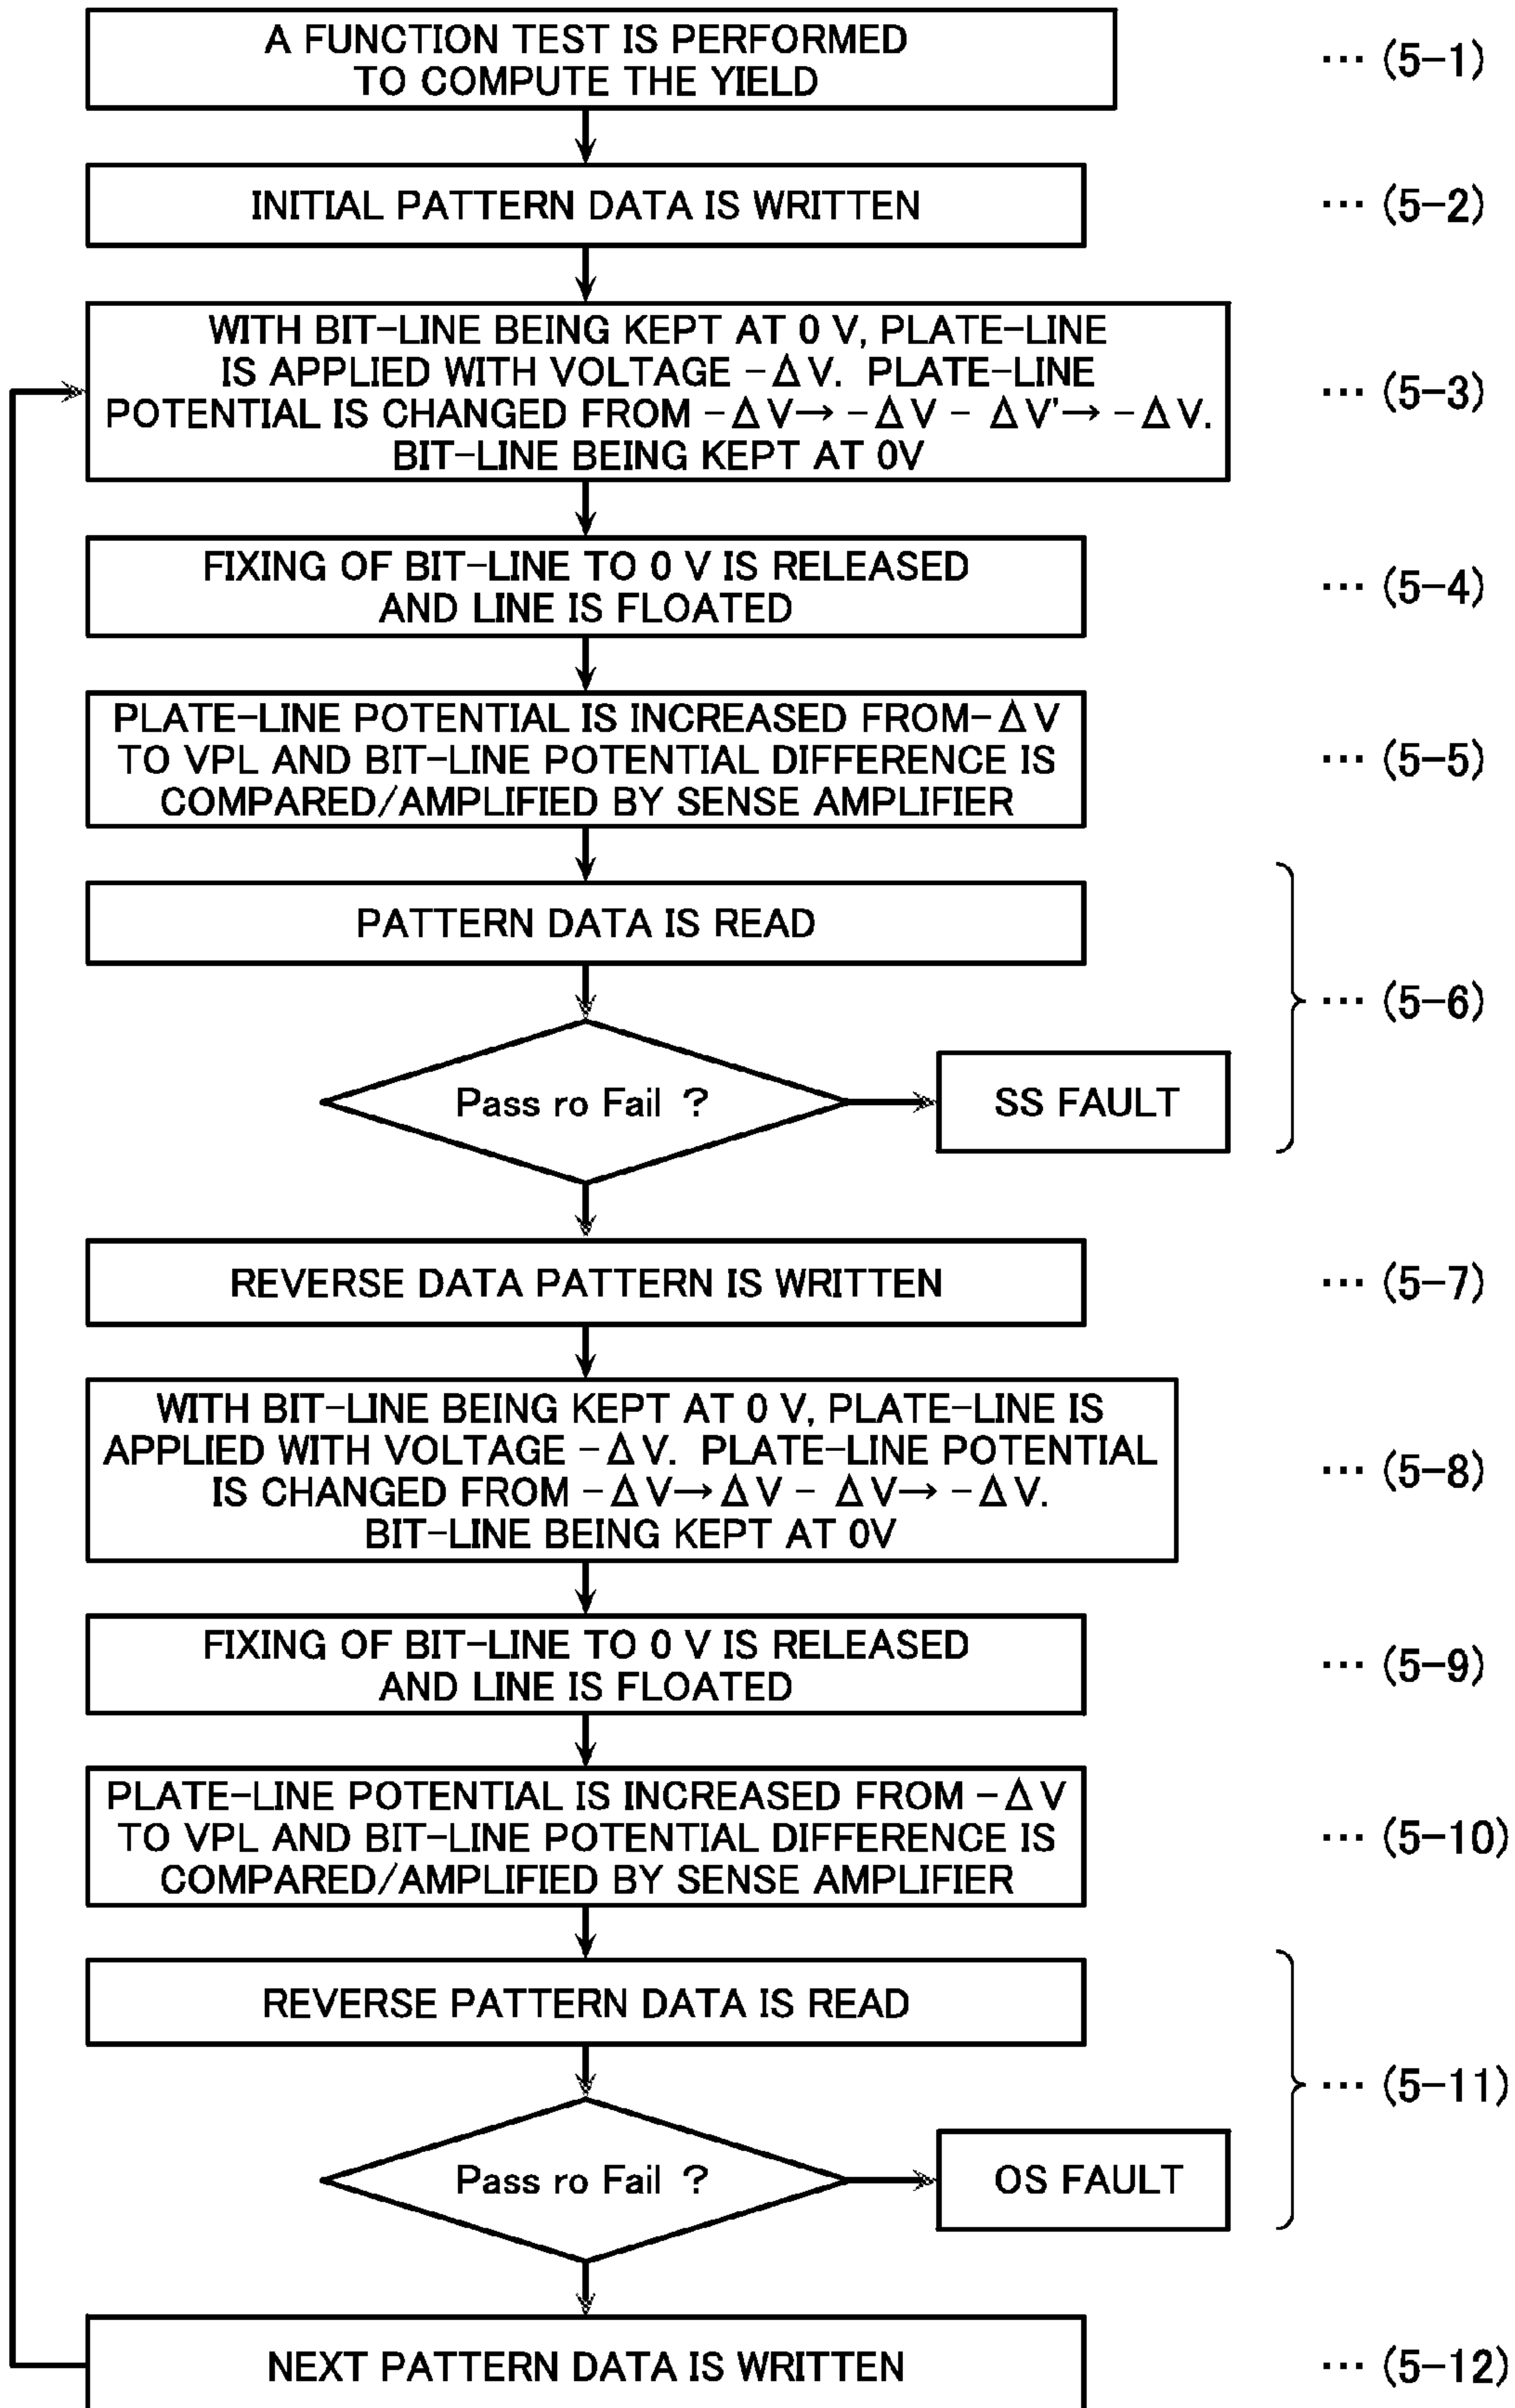 A FUNCTION TEST IS PERFORMED
TO COMPUTE THE YIELD
··· (5-1)
INITIAL PATTERN DATA IS WRITTEN
··· (5-2)
WITH BIT-LINE BEING KEPT AT 0 V, PLATE-LINE
IS APPLIED WITH VOLTAGE -ΔV. PLATE-LINE
POTENTIAL IS CHANGED FROM -ΔV→ -ΔV - ΔV'→ -ΔV.
BIT-LINE BEING KEPT AT 0V
··· (5-3)
FIXING OF BIT-LINE TO 0 V IS RELEASED
AND LINE IS FLOATED
··· (5-4)
PLATE-LINE POTENTIAL IS INCREASED FROM-ΔV
TO VPL AND BIT-LINE POTENTIAL DIFFERENCE IS
COMPARED/AMPLIFIED BY SENSE AMPLIFIER
··· (5-5)
PATTERN DATA IS READ
··· (5-6)
Pass ro Fail ?
SS FAULT
REVERSE DATA PATTERN IS WRITTEN
··· (5-7)
WITH BIT-LINE BEING KEPT AT 0 V, PLATE-LINE IS
APPLIED WITH VOLTAGE -ΔV. PLATE-LINE POTENTIAL
IS CHANGED FROM -ΔV→ΔV - ΔV→ -ΔV.
BIT-LINE BEING KEPT AT 0V
··· (5-8)
FIXING OF BIT-LINE TO 0 V IS RELEASED
AND LINE IS FLOATED
··· (5-9)
PLATE-LINE POTENTIAL IS INCREASED FROM -ΔV
TO VPL AND BIT-LINE POTENTIAL DIFFERENCE IS
COMPARED/AMPLIFIED BY SENSE AMPLIFIER
··· (5-10)
REVERSE PATTERN DATA IS READ
··· (5-11)
Pass ro Fail ?
OS FAULT
NEXT PATTERN DATA IS WRITTEN
··· (5-12)